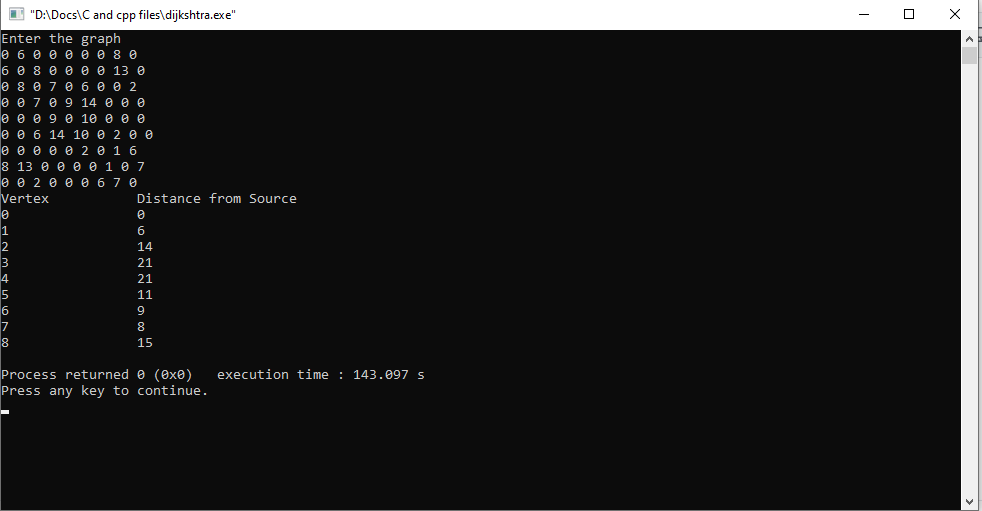 "D:\Docs\C and cpp files\dijkshtra.exe"
Enter the graph
0 6 0 0 0 0 0 8 0
6 0 8 0 0 0 0 13 0
0 8 0 7 0 6 0 0 2
0 0 7 0 9 14 0 0 0
0 0 0 9 0 10 0 0 0
0 0 6 14 10 0 2 0 0
0 0 0 0 0 2 0 1 6
8 13 0 0 0 0 1 0 7
0 0 2 0 0 0 6 7 0
Vertex Distance from Source
0 0
1 6
2 14
3 21
4 21
5 11
6 9
7 8
8 15
Process returned 0 (0x0) execution time : 143.097 s
Press any key to continue.